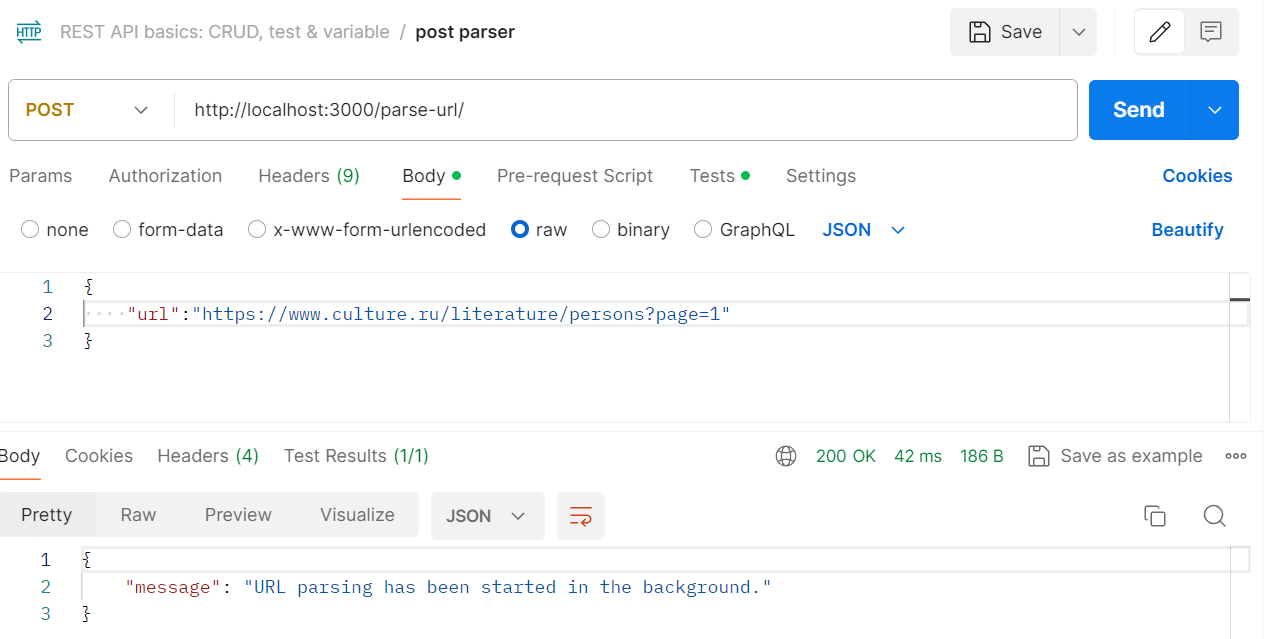 HTTP REST API basics: CRUD, test & variable / post parser Save
POST http://localhost:3000/parse-url/ Send
Params Authorization Headers (9) Body Pre-request Script Tests Settings Cookies
none form-data x-www-form-urlencoded raw binary GraphQL JSON Beautify
1 {
2 ····"url":"https://www.culture.ru/literature/persons?page=1"
3 }
Body Cookies Headers (4) Test Results (1/1) 200 OK 42 ms 186 B Save as example
Pretty Raw Preview Visualize JSON
1 {
2 "message": "URL parsing has been started in the background."
3 }